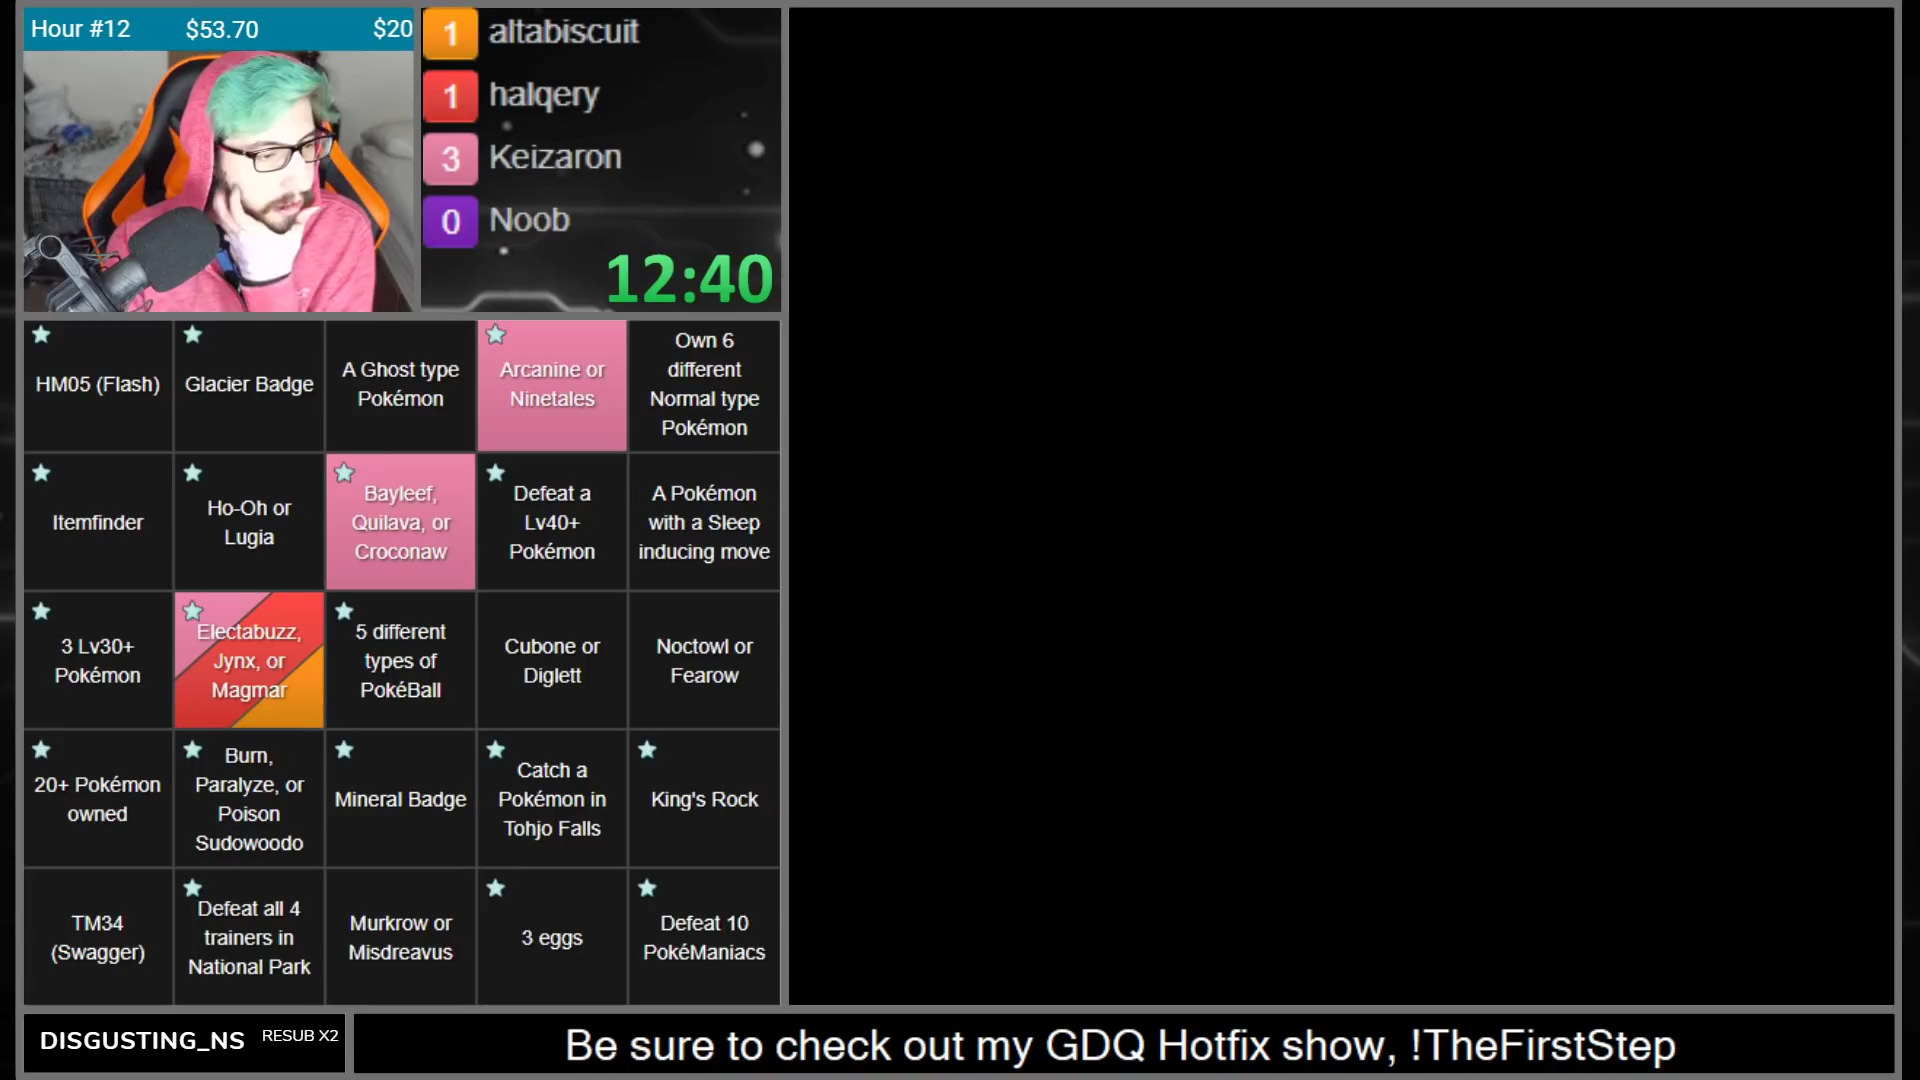 Hour #12 $53.70 $20
1 altabiscuit
1 halqery
3 Keizaron
0 Noob
12:40
HM05 (Flash)
Glacier Badge
A Ghost type
Pokémon
Arcanine or
Ninetales
Own 6
different
Normal type
Pokémon
Itemfinder
Ho-Oh or
Lugia
Bayleef,
Quilava, or
Croconaw
Defeat a
Lv40+
Pokémon
A Pokémon
with a Sleep
inducing move
3 Lv30+
Pokémon
Electabuzz,
Jynx, or
Magmar
5 different
types of
PokéBall
Cubone or
Diglett
Noctowl or
Fearow
20+ Pokémon
owned
Burn,
Paralyze, or
Poison
Sudowoodo
Mineral Badge
Catch a
Pokémon in
Tohjo Falls
King's Rock
TM34
(Swagger)
Defeat all 4
trainers in
National Park
Murkrow or
Misdreavus
3 eggs
Defeat 10
PokéManiacs
DISGUSTING_NS RESUB X2
Be sure to check out my GDQ Hotfix show, !TheFirstStep